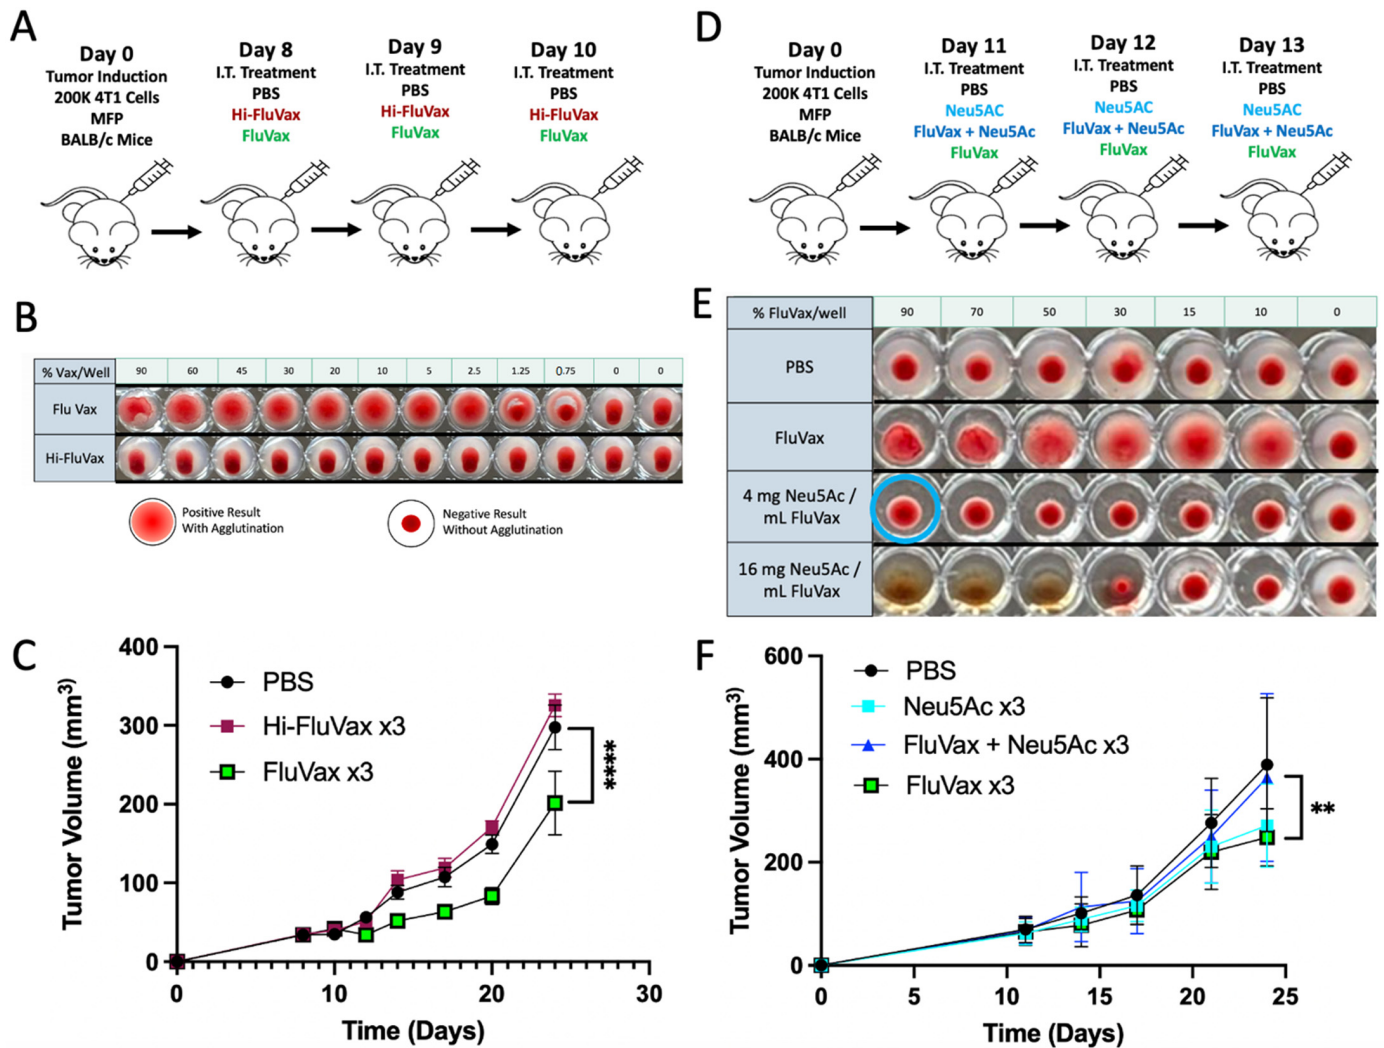 A
Day 0
Tumor Induction
200K 4T1 Cells
MFP
BALB/c Mice
Day 8
I.T. Treatment
PBS
Hi-FluVax
FluVax
Day 9
I.T. Treatment
PBS
Hi-FluVax
FluVax
Day 10
I.T. Treatment
PBS
Hi-FluVax
FluVax
B
% Vax/Well 90 60 45 30 20 10 5 2.5 1.25 0.75 0 0
Flu Vax
Hi-FluVax
Positive Result
With Agglutination
Negative Result
Without Agglutination
C
Tumor Volume (mm3)
400
300
200
100
0
PBS
Hi-FluVax x3
FluVax x3
****
0 10 20 30
Time (Days)
D
Day 0
Tumor Induction
200K 4T1 Cells
MFP
BALB/c Mice
Day 11
I.T. Treatment
PBS
Neu5AC
FluVax + Neu5Ac
FluVax
Day 12
I.T. Treatment
PBS
Neu5AC
FluVax + Neu5Ac
FluVax
Day 13
I.T. Treatment
PBS
Neu5AC
FluVax + Neu5Ac
FluVax
E
% FluVax/well 90 70 50 30 15 10 0
PBS
FluVax
4 mg Neu5Ac /
mL FluVax
16 mg Neu5Ac /
mL FluVax
F
Tumor Volume (mm3)
600
400
200
0
PBS
Neu5Ac x3
FluVax + Neu5Ac x3
FluVax x3
**
0 5 10 15 20 25
Time (Days)